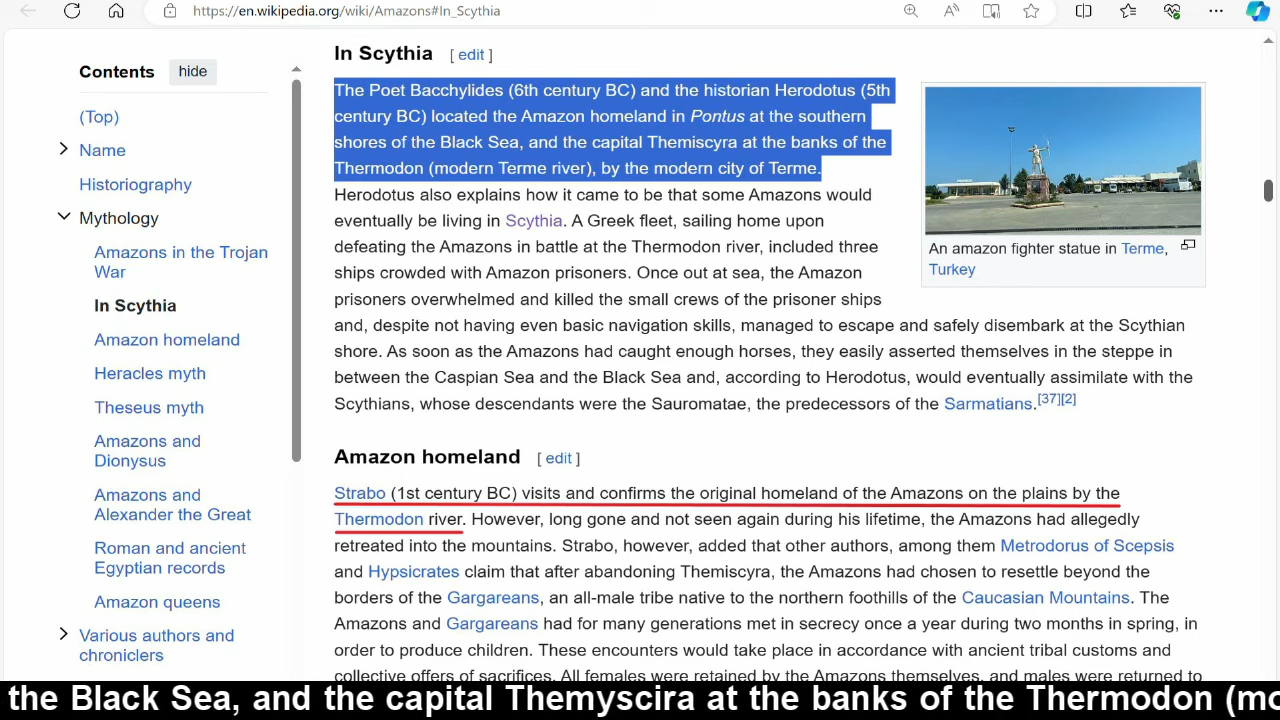 https://en.wikipedia.org/wiki/Amazons#In_Scythia
Contents
hide
(Top)
Name
Historiography
Mythology
Amazons in the Trojan
War
In Scythia
Amazon homeland
Heracles myth
Theseus myth
Amazons and
Dionysus
Amazons and
Alexander the Great
Roman and ancient
Egyptian records
Amazon queens
Various authors and
chroniclers
In Scythia [ edit ]
The Poet Bacchylides (6th century BC) and the historian Herodotus (5th
century BC) located the Amazon homeland in Pontus at the southern
shores of the Black Sea, and the capital Themiscyra at the banks of the
Thermodon (modern Terme river), by the modern city of Terme.
Herodotus also explains how it came to be that some Amazons would
eventually be living in Scythia. A Greek fleet, sailing home upon
defeating the Amazons in battle at the Thermodon river, included three
ships crowded with Amazon prisoners. Once out at sea, the Amazon
prisoners overwhelmed and killed the small crews of the prisoner ships
and, despite not having even basic navigation skills, managed to escape and safely disembark at the Scythian
shore. As soon as the Amazons had caught enough horses, they easily asserted themselves in the steppe in
between the Caspian Sea and the Black Sea and, according to Herodotus, would eventually assimilate with the
Scythians, whose descendants were the Sauromatae, the predecessors of the Sarmatians.[37][2]
An amazon fighter statue in Terme,
Turkey
Amazon homeland [ edit ]
Strabo (1st century BC) visits and confirms the original homeland of the Amazons on the plains by the
Thermodon river. However, long gone and not seen again during his lifetime, the Amazons had allegedly
retreated into the mountains. Strabo, however, added that other authors, among them Metrodorus of Scepsis
and Hypsicrates claim that after abandoning Themiscyra, the Amazons had chosen to resettle beyond the
borders of the Gargareans, an all-male tribe native to the northern foothills of the Caucasian Mountains. The
Amazons and Gargareans had for many generations met in secrecy once a year during two months in spring, in
order to produce children. These encounters would take place in accordance with ancient tribal customs and
collective offers of sacrifices. All females were retained by the Amazons themselves, and males were returned to
the Black Sea, and the capital Themyscira at the banks of the Thermodon (mo